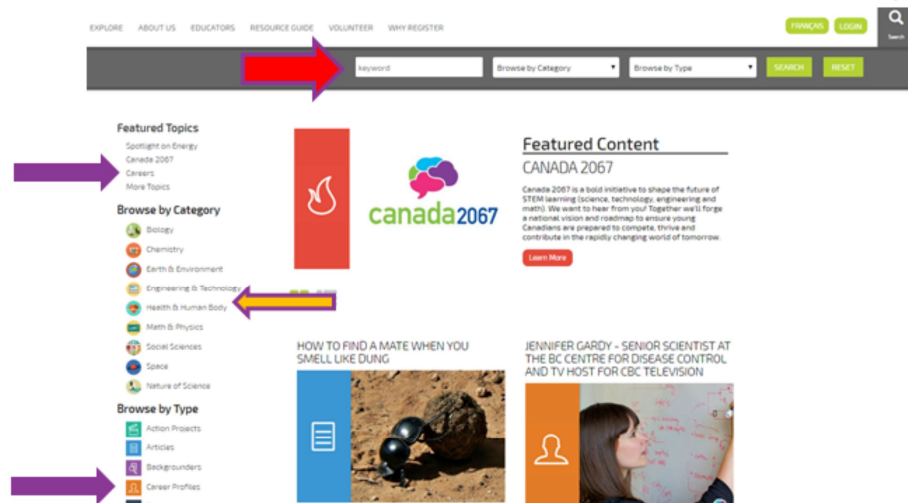 EXPLORE ABOUT US EDUCATORS RESOURCE GUIDE VOLUNTEER WHY REGISTER
FRANÇAIS LOGIN
Search
keyword Browse by Category Browse by Type SEARCH RESET
Featured Topics
Spotlight on Energy
Canada 2067
Careers
More Topics
Browse by Category
Biology
Chemistry
Earth & Environment
Engineering & Technology
Health & Human Body
Math & Physics
Social Sciences
Space
Nature of Science
Browse by Type
Action Projects
Articles
Backgrounders
Career Profiles
canada2067
Featured Content
CANADA 2067
Canada 2067 is a bold initiative to shape the future of
STEM learning (science, technology, engineering and
math). We want to hear from you! Together we'll forge
a national vision and roadmap to ensure young
Canadians are prepared to compete, thrive and
contribute in the rapidly changing world of tomorrow.
Learn More
HOW TO FIND A MATE WHEN YOU
SMELL LIKE DUNG
JENNIFER GARDY - SENIOR SCIENTIST AT
THE BC CENTRE FOR DISEASE CONTROL
AND TV HOST FOR CBC TELEVISION